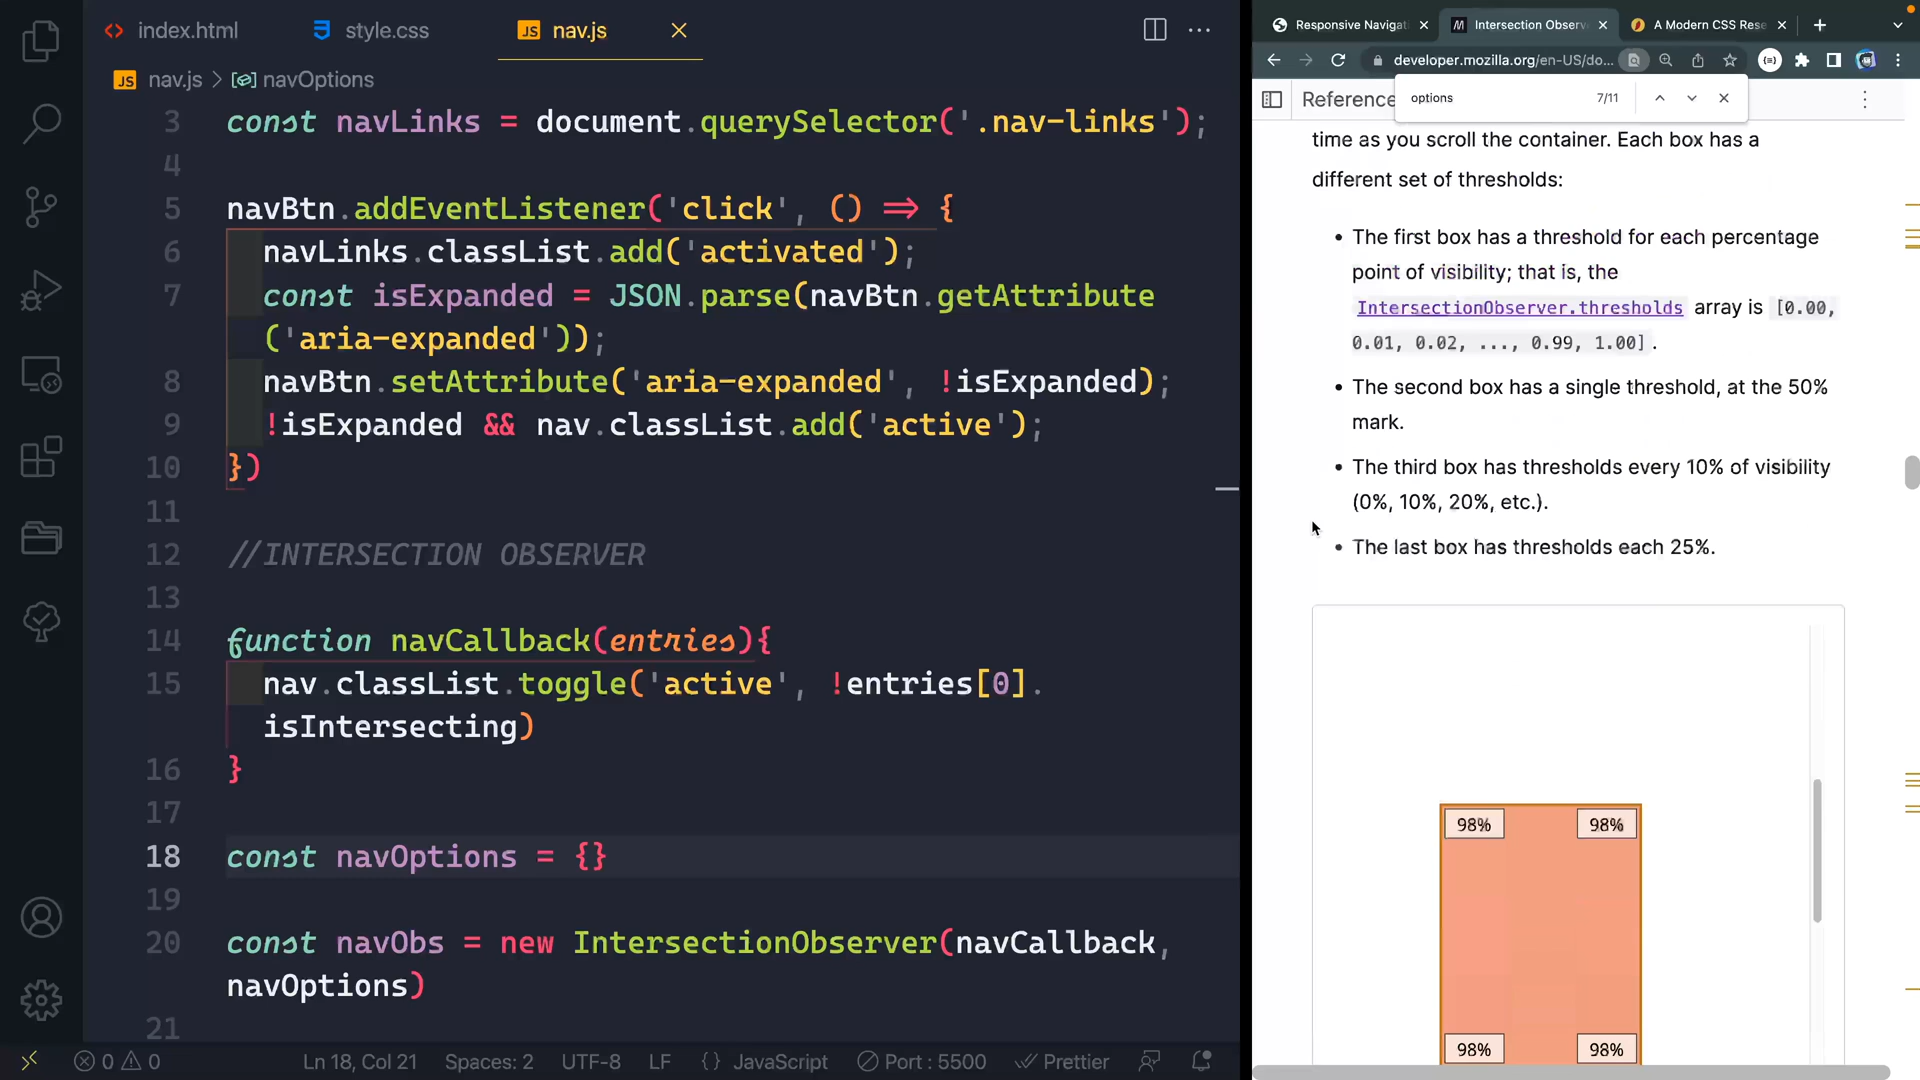 index.html
style.css
JS nav.js
JS nav.js > navOptions
3 const navLinks = document.querySelector('.nav-links');
4
5 navBtn.addEventListener('click', () => {
6 navLinks.classList.add('activated');
7 const isExpanded = JSON.parse(navBtn.getAttribute
('aria-expanded'));
8 navBtn.setAttribute('aria-expanded', !isExpanded);
9 !isExpanded && nav.classList.add('active');
10 })
11
12 //INTERSECTION OBSERVER
13
14 function navCallback(entries){
15 nav.classList.toggle('active', !entries[0].
isIntersecting)
16 }
17
18 const navOptions = {}
19
20 const navObs = new IntersectionObserver(navCallback,
navOptions)
21
0 0
Ln 18, Col 21
Spaces: 2
UTF-8
LF
{} JavaScript
Port : 5500
Prettier
Responsive Navigat
Intersection Observ
A Modern CSS Rese
developer.mozilla.org/en-US/do...
Reference
options 7/11
time as you scroll the container. Each box has a
different set of thresholds:
• The first box has a threshold for each percentage
point of visibility; that is, the
IntersectionObserver.thresholds array is [0.00,
0.01, 0.02, ..., 0.99, 1.00].
• The second box has a single threshold, at the 50%
mark.
• The third box has thresholds every 10% of visibility
(0%, 10%, 20%, etc.).
• The last box has thresholds each 25%.
98% 98%
98% 98%